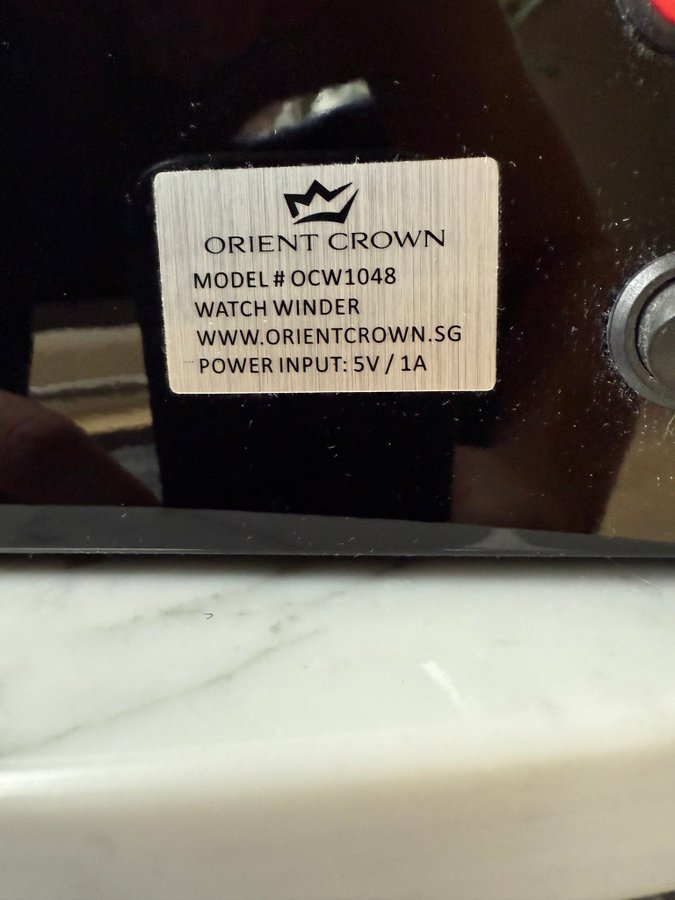 ORIENT CROWN
MODEL # OCW1048
WATCH WINDER
WWW.ORIENTCROWN.SG
POWER INPUT: 5V / 1A